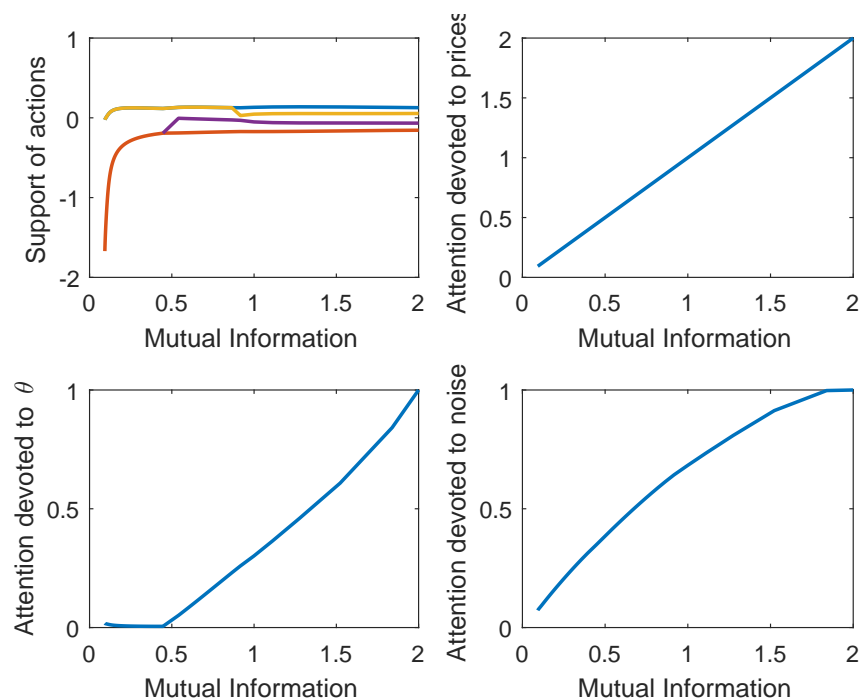 Support of actions
1
0
-1
-2
0 0.5 1 1.5 2
Mutual Information
Attention devoted to prices
2
1.5
1
0.5
0
0 0.5 1 1.5 2
Mutual Information
Attention devoted to θ
1
0.5
0
0 0.5 1 1.5 2
Mutual Information
Attention devoted to noise
1
0.5
0
0 0.5 1 1.5 2
Mutual Information